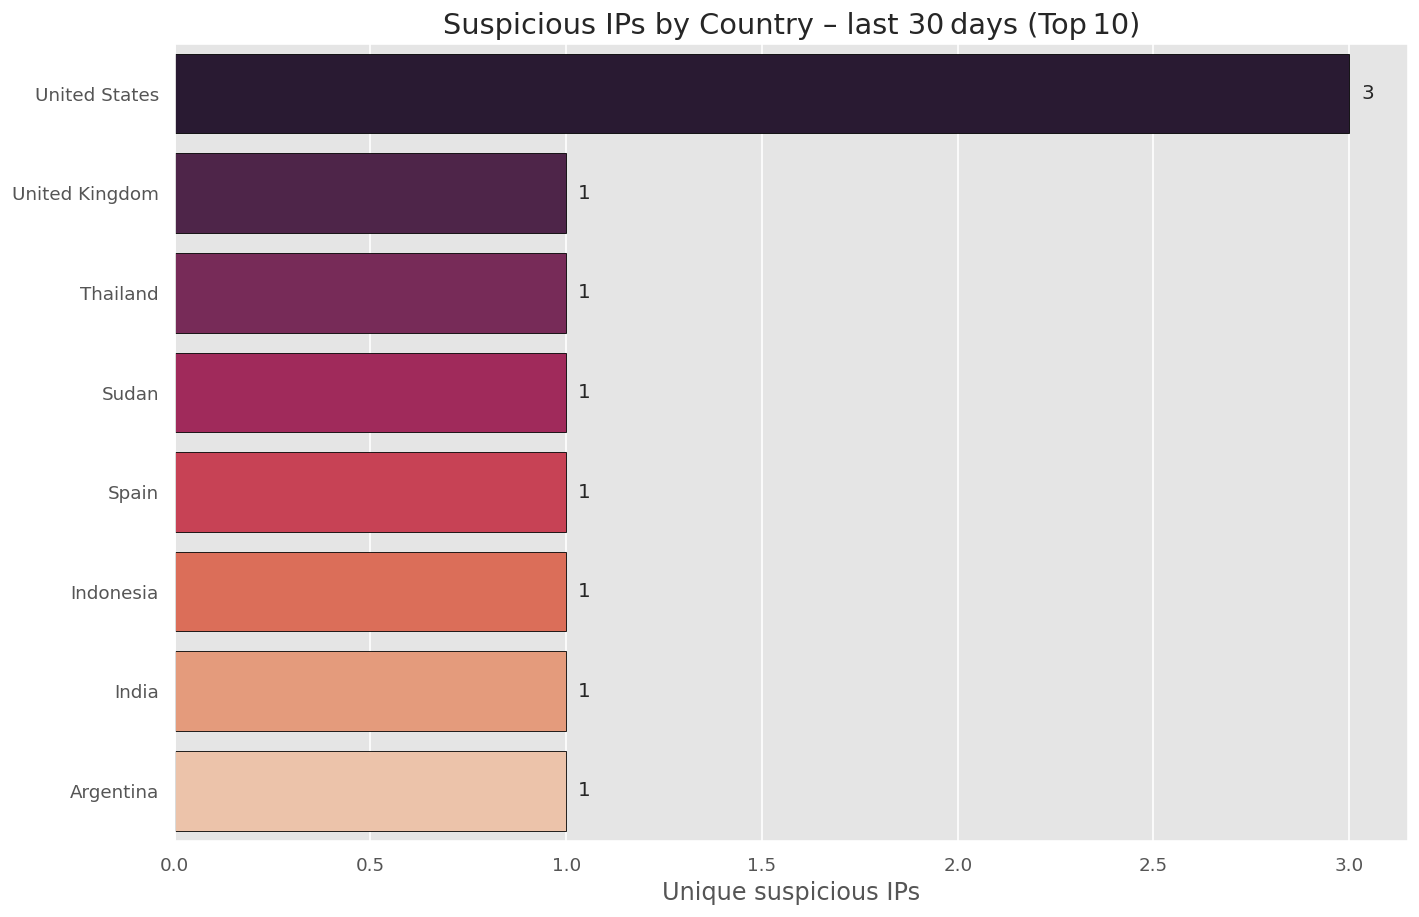 Suspicious IPs by Country – last 30 days (Top 10)
United States 3
United Kingdom 1
Thailand 1
Sudan 1
Spain 1
Indonesia 1
India 1
Argentina 1
0.0 0.5 1.0 1.5 2.0 2.5 3.0
Unique suspicious IPs